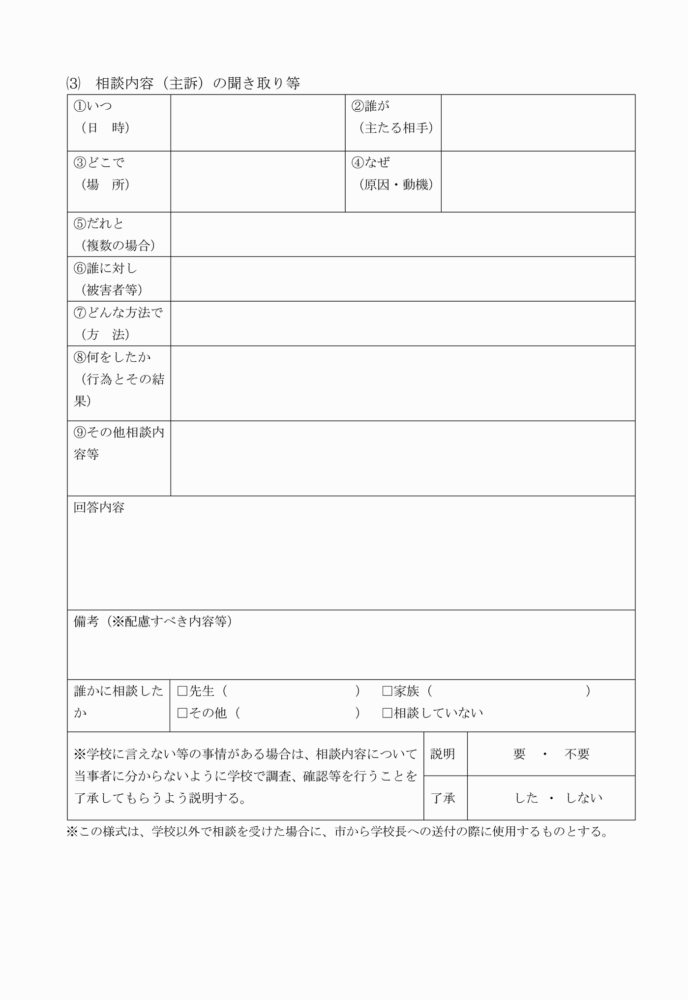 ⑶　相談内容（主訴）の聞き取り等
①いつ
（日　時）
②誰が
（主たる相手）
③どこで
（場　所）
④なぜ
（原因・動機）
⑤だれと
（複数の場合）
⑥誰に対し
（被害者等）
⑦どんな方法で
（方　法）
⑧何をしたか
（行為とその結
果）
⑨その他相談内
容等
回答内容
備考（※配慮すべき内容等）
誰かに相談した
か
□先生（　　　　　　　　　　）　□家族（　　　　　　　　　　　　）
□その他（　　　　　　　　　）　□相談していない
※学校に言えない等の事情がある場合は、相談内容について
当事者に分からないように学校で調査、確認等を行うことを
了承してもらうよう説明する。
説明
要　・　不要
了承
した　・　しない
※この様式は、学校以外で相談を受けた場合に、市から学校長への送付の際に使用するものとする。